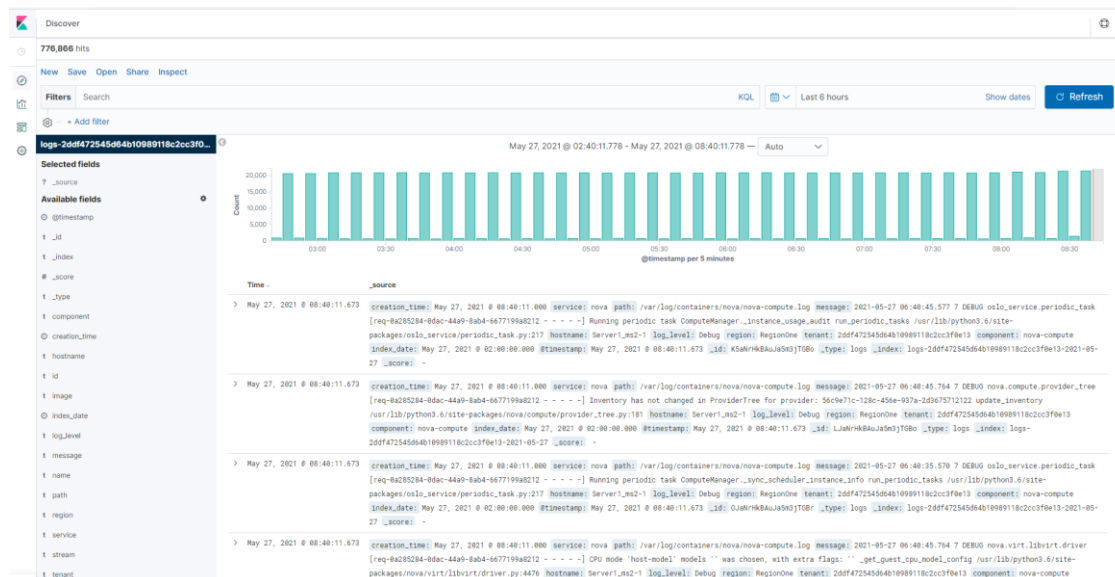 Discover
776,866 hits
New Save Open Share Inspect
Filters Search KQL Last 6 hours Show dates Refresh
+ Add filter
logs-2ddf472545d64b10989118c2cc3f0...
Selected fields
? _source
Available fields
@timestamp
t _id
t _index
# _score
t _type
t component
creation_time
t hostname
t id
t image
index_date
t log_level
t message
t name
t path
t region
t service
t stream
t tenant
May 27, 2021 @ 02:40:11.778 - May 27, 2021 @ 08:40:11.778 — Auto
Count
20,000
15,000
10,000
5,000
0
03:00 03:30 04:00 04:30 05:00 05:30 06:00 06:30 07:00 07:30 08:00 08:30
@timestamp per 5 minutes
Time _source
May 27, 2021 @ 08:40:11.673 creation_time: May 27, 2021 @ 08:40:11.000 service: nova path: /var/log/containers/nova/nova-compute.log message: 2021-05-27 06:40:45.577 7 DEBUG oslo_service.periodic_task
[req-0a285284-0dac-44a9-8ab4-6677199a8212 - - - - -] Running periodic task ComputeManager._instance_usage_audit run_periodic_tasks /usr/lib/python3.6/site-
packages/oslo_service/periodic_task.py:217 hostname: Server1_ms2-1 log_level: Debug region: RegionOne tenant: 2ddf472545d64b10989118c2cc3f0e13 component: nova-compute
index_date: May 27, 2021 @ 02:00:00.000 @timestamp: May 27, 2021 @ 08:40:11.673 _id: K5aNrHkBAuJa5m3jTGBo _type: logs _index: logs-2ddf472545d64b10989118c2cc3f0e13-2021-05-
27 _score: -
May 27, 2021 @ 08:40:11.673 creation_time: May 27, 2021 @ 08:40:11.000 service: nova path: /var/log/containers/nova/nova-compute.log message: 2021-05-27 06:40:45.764 7 DEBUG nova.compute.provider_tree
[req-0a285284-0dac-44a9-8ab4-6677199a8212 - - - - -] Inventory has not changed in ProviderTree for provider: 56c9e71c-128c-456e-937a-2d3675712122 update_inventory
/usr/lib/python3.6/site-packages/nova/compute/provider_tree.py:181 hostname: Server1_ms2-1 log_level: Debug region: RegionOne tenant: 2ddf472545d64b10989118c2cc3f0e13
component: nova-compute index_date: May 27, 2021 @ 02:00:00.000 @timestamp: May 27, 2021 @ 08:40:11.673 _id: LJaNrHkBAuJa5m3jTGBo _type: logs _index: logs-
2ddf472545d64b10989118c2cc3f0e13-2021-05-27 _score: -
May 27, 2021 @ 08:40:11.673 creation_time: May 27, 2021 @ 08:40:11.000 service: nova path: /var/log/containers/nova/nova-compute.log message: 2021-05-27 06:40:35.570 7 DEBUG oslo_service.periodic_task
[req-0a285284-0dac-44a9-8ab4-6677199a8212 - - - - -] Running periodic task ComputeManager._sync_scheduler_instance_info run_periodic_tasks /usr/lib/python3.6/site-
packages/oslo_service/periodic_task.py:217 hostname: Server1_ms2-1 log_level: Debug region: RegionOne tenant: 2ddf472545d64b10989118c2cc3f0e13 component: nova-compute
index_date: May 27, 2021 @ 02:00:00.000 @timestamp: May 27, 2021 @ 08:40:11.673 _id: GJaNrHkBAuJa5m3jTGBr _type: logs _index: logs-2ddf472545d64b10989118c2cc3f0e13-2021-05-
27 _score: -
May 27, 2021 @ 08:40:11.673 creation_time: May 27, 2021 @ 08:40:11.000 service: nova path: /var/log/containers/nova/nova-compute.log message: 2021-05-27 06:40:45.764 7 DEBUG nova.virt.libvirt.driver
[req-0a285284-0dac-44a9-8ab4-6677199a8212 - - - - -] CPU mode 'host-model' models '' was chosen, with extra flags: '' _get_guest_cpu_model_config /usr/lib/python3.6/site-
packages/nova/virt/libvirt/driver.py:4476 hostname: Server1_ms2-1 log_level: Debug region: RegionOne tenant: 2ddf472545d64b10989118c2cc3f0e13 component: nova-compute